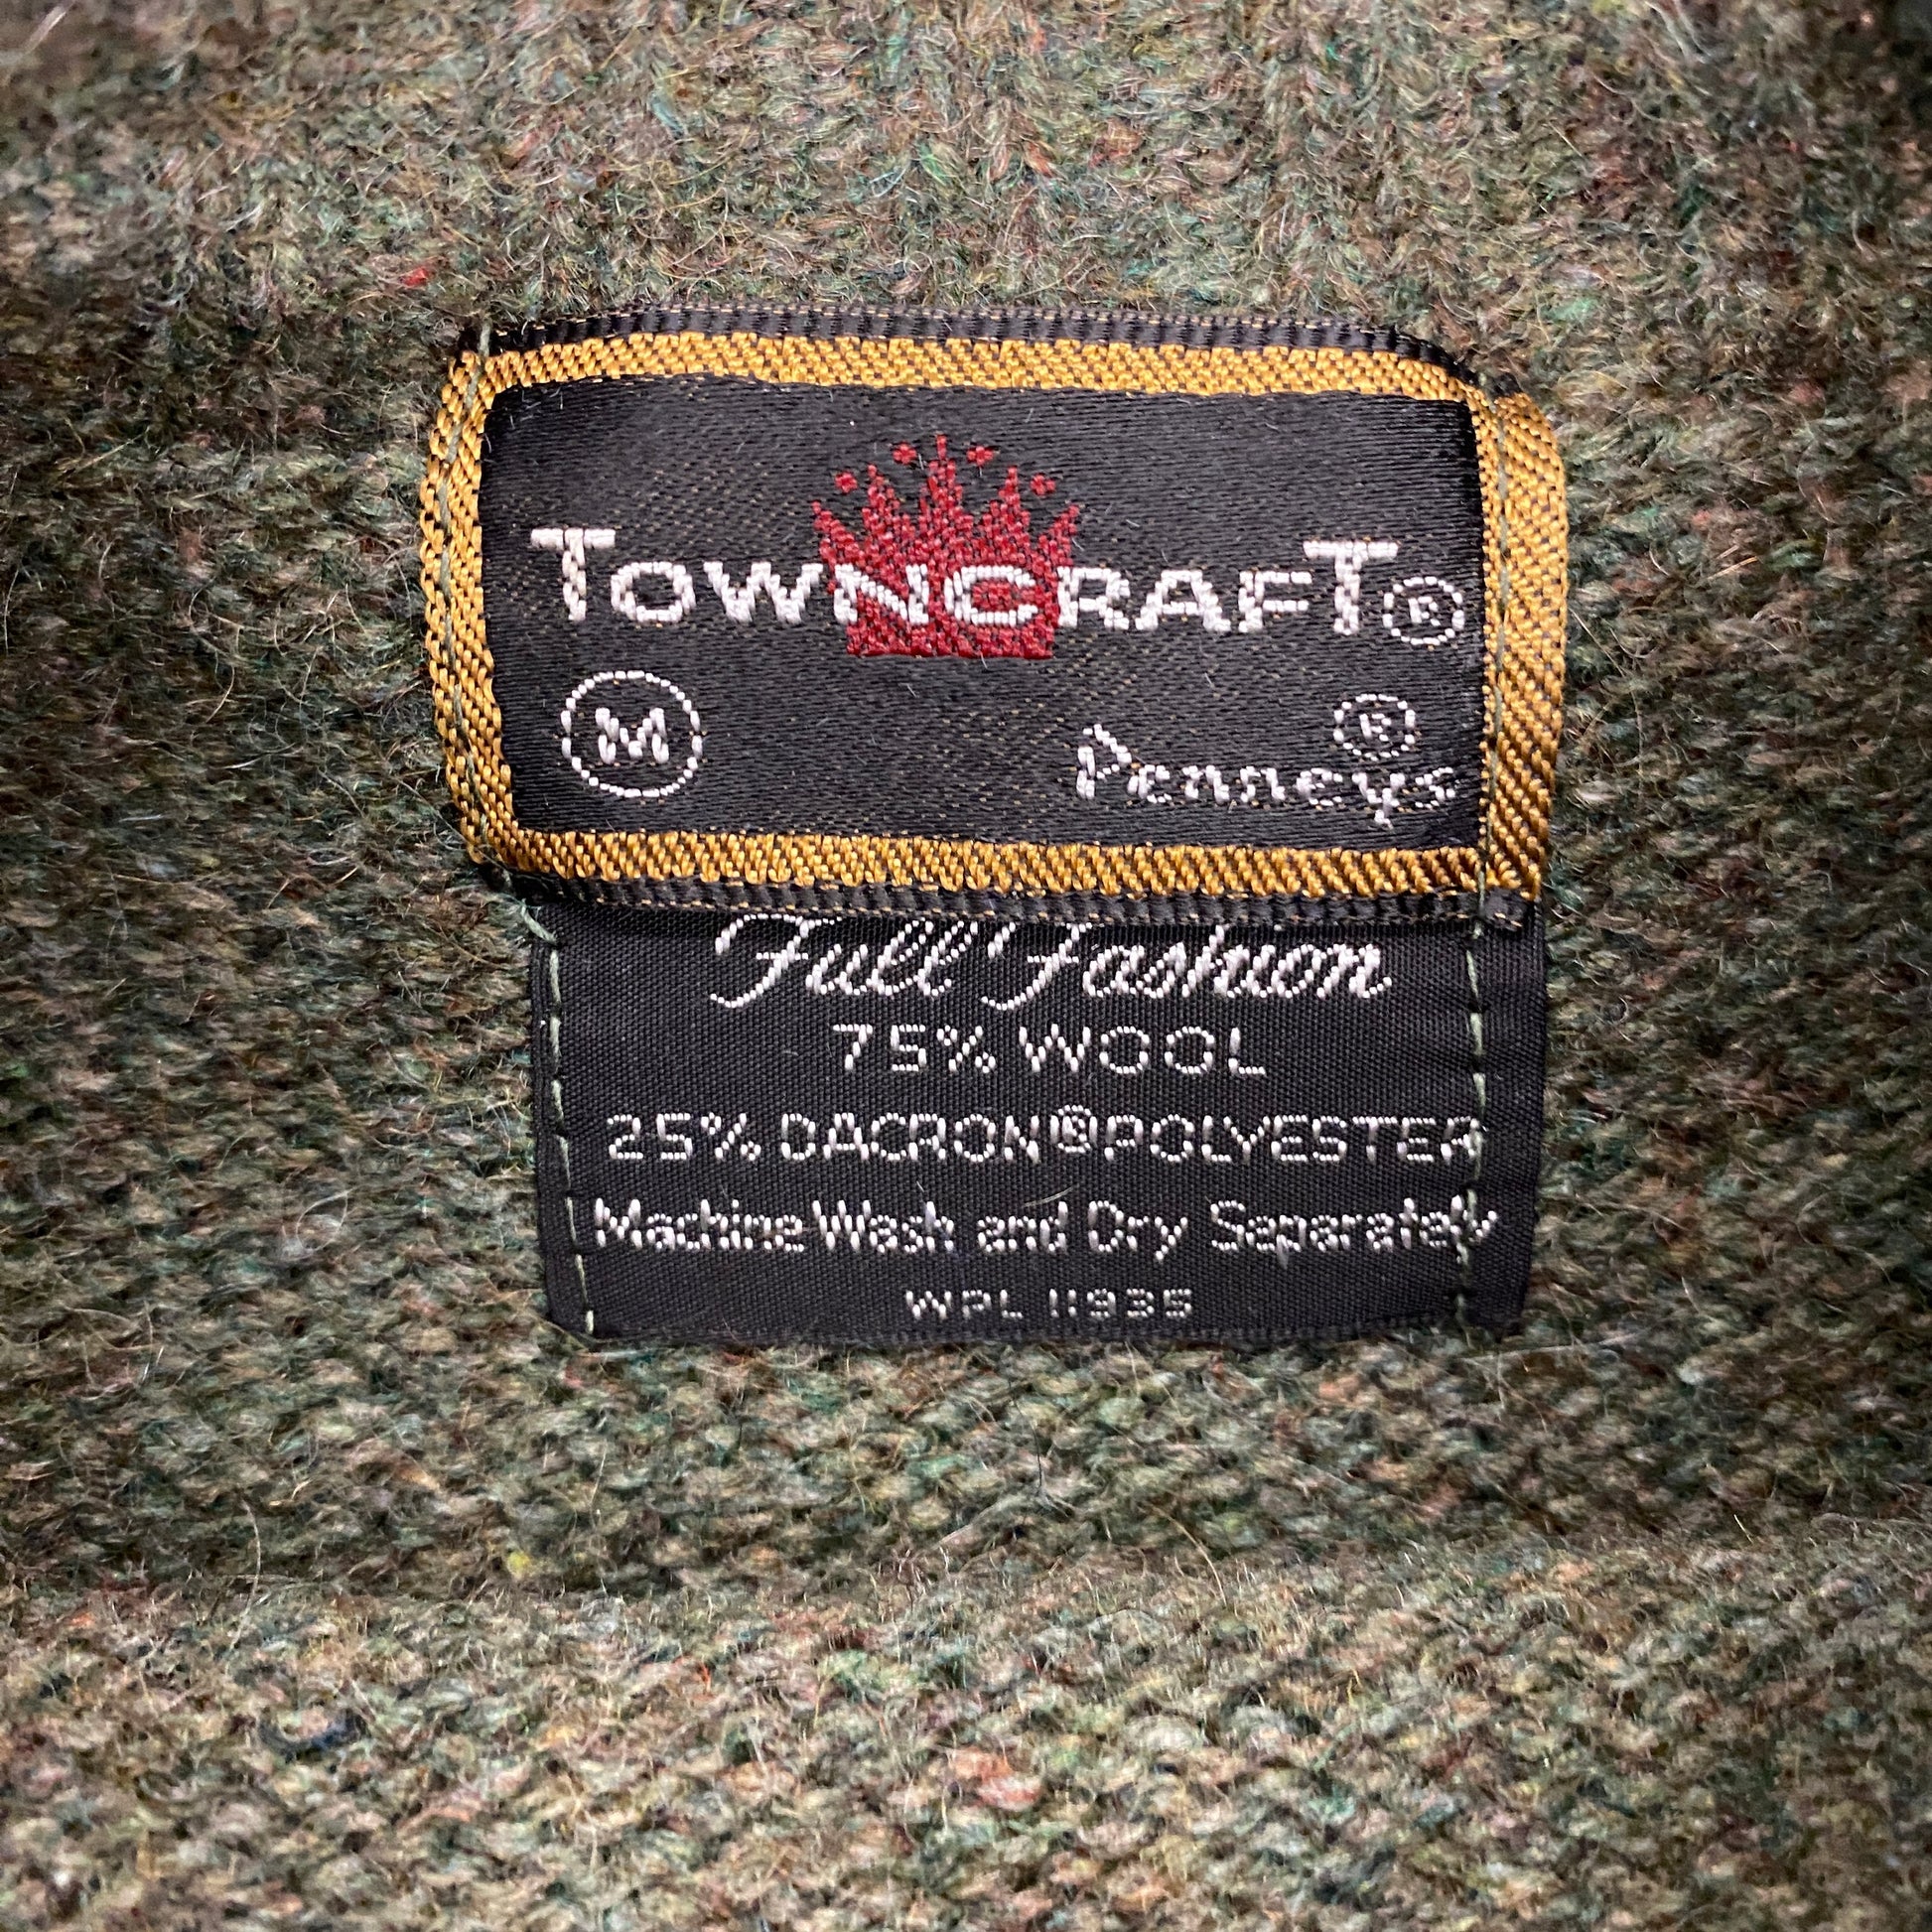 TOWNCRAFT®
M
Penneys®
Full Fashion
75% WOOL
25% DACRON® POLYESTER
Machine Wash and Dry Separately
WPL 11935